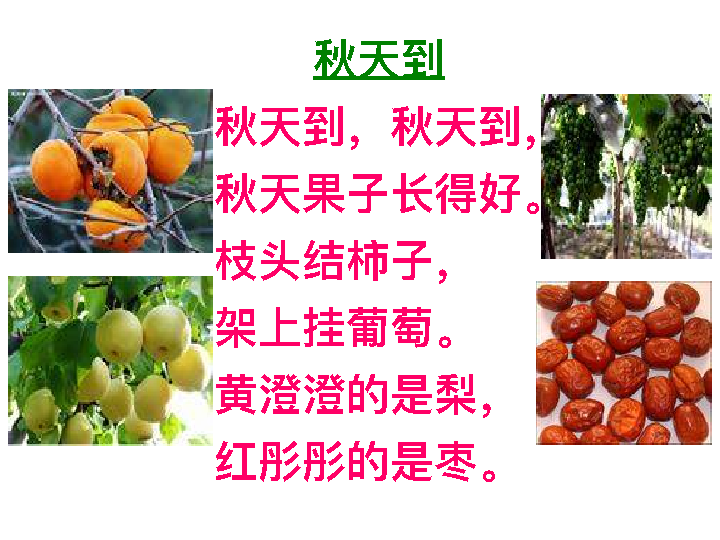 秋天到
秋天到，秋天到，
秋天果子长得好。
枝头结柿子，
架上挂葡萄。
黄澄澄的是梨，
红彤彤的是枣。